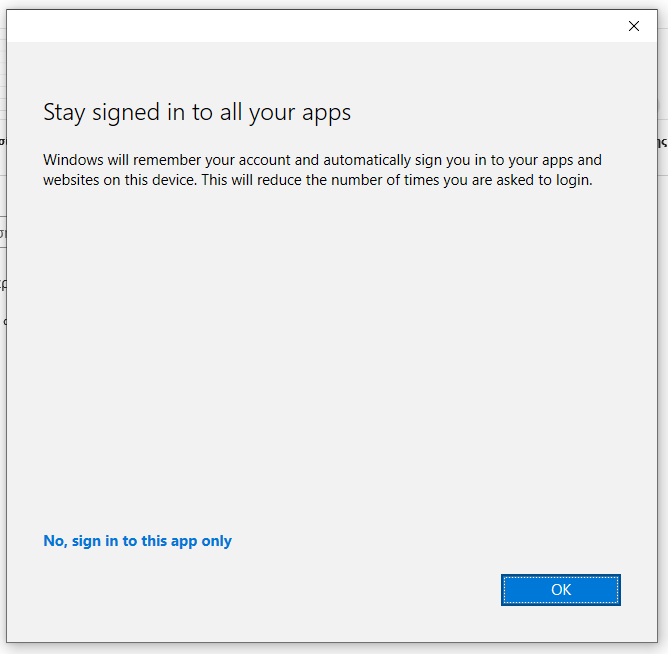 Stay signed in to all your apps
Windows will remember your account and automatically sign you in to your apps and
websites on this device. This will reduce the number of times you are asked to login.
No, sign in to this app only
OK